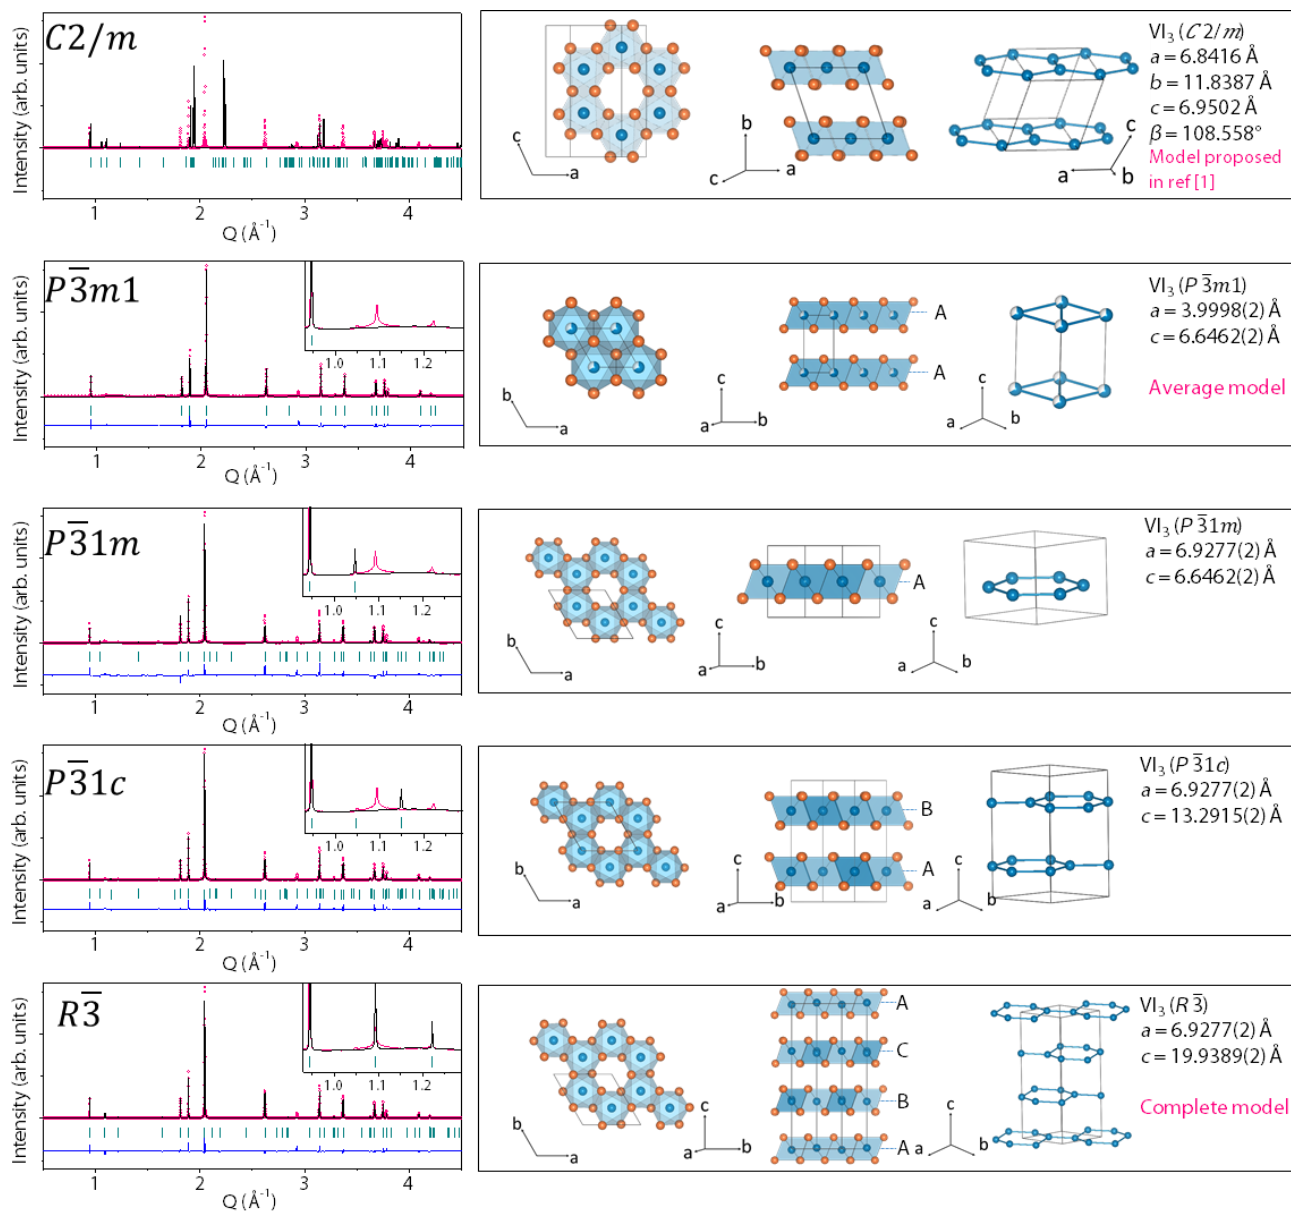 C2/m
Intensity (arb. units)
1 2 3 4
Q (Å⁻¹)
c
a
b
c
a
c
a
b
VI₃ (C2/m)
a = 6.8416 Å
b = 11.8387 Å
c = 6.9502 Å
β = 108.558°
Model proposed
in ref [1]
P3̅m1
Intensity (arb. units)
1.0 1.1 1.2
1 2 3 4
Q (Å⁻¹)
b
a
A
A
c
a
b
c
a
b
VI₃ (P3̅m1)
a = 3.9998(2) Å
c = 6.6462(2) Å
Average model
P3̅1m
Intensity (arb. units)
1.0 1.1 1.2
1 2 3 4
Q (Å⁻¹)
b
a
A
c
a
b
c
a
b
VI₃ (P3̅1m)
a = 6.9277(2) Å
c = 6.6462(2) Å
P3̅1c
Intensity (arb. units)
1.0 1.1 1.2
1 2 3 4
Q (Å⁻¹)
b
a
B
A
c
a
b
c
a
b
VI₃ (P3̅1c)
a = 6.9277(2) Å
c = 13.2915(2) Å
R3̅
Intensity (arb. units)
1.0 1.1 1.2
1 2 3 4
Q (Å⁻¹)
b
a
A
C
B
A
c
a
b
c
a
b
VI₃ (R3̅)
a = 6.9277(2) Å
c = 19.9389(2) Å
Complete model